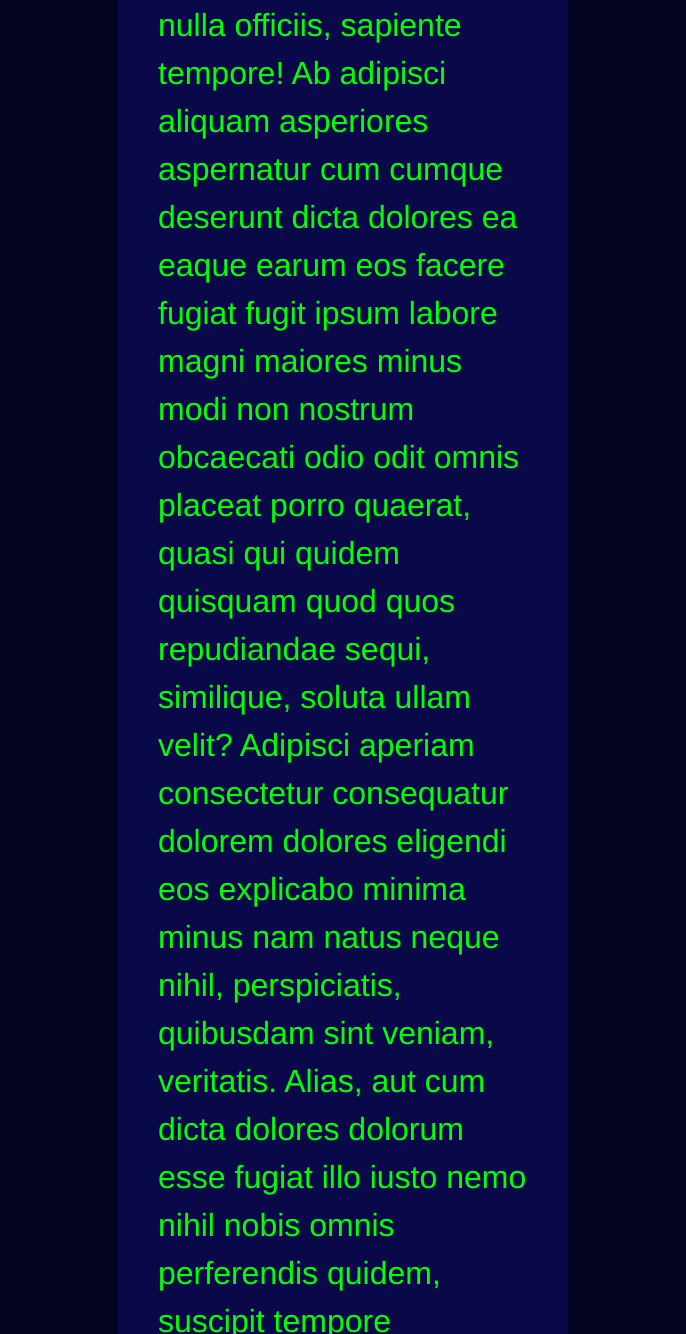 nulla officiis, sapiente
tempore! Ab adipisci
aliquam asperiores
aspernatur cum cumque
deserunt dicta dolores ea
eaque earum eos facere
fugiat fugit ipsum labore
magni maiores minus
modi non nostrum
obcaecati odio odit omnis
placeat porro quaerat,
quasi qui quidem
quisquam quod quos
repudiandae sequi,
similique, soluta ullam
velit? Adipisci aperiam
consectetur consequatur
dolorem dolores eligendi
eos explicabo minima
minus nam natus neque
nihil, perspiciatis,
quibusdam sint veniam,
veritatis. Alias, aut cum
dicta dolores dolorum
esse fugiat illo iusto nemo
nihil nobis omnis
perferendis quidem,
suscipit tempore